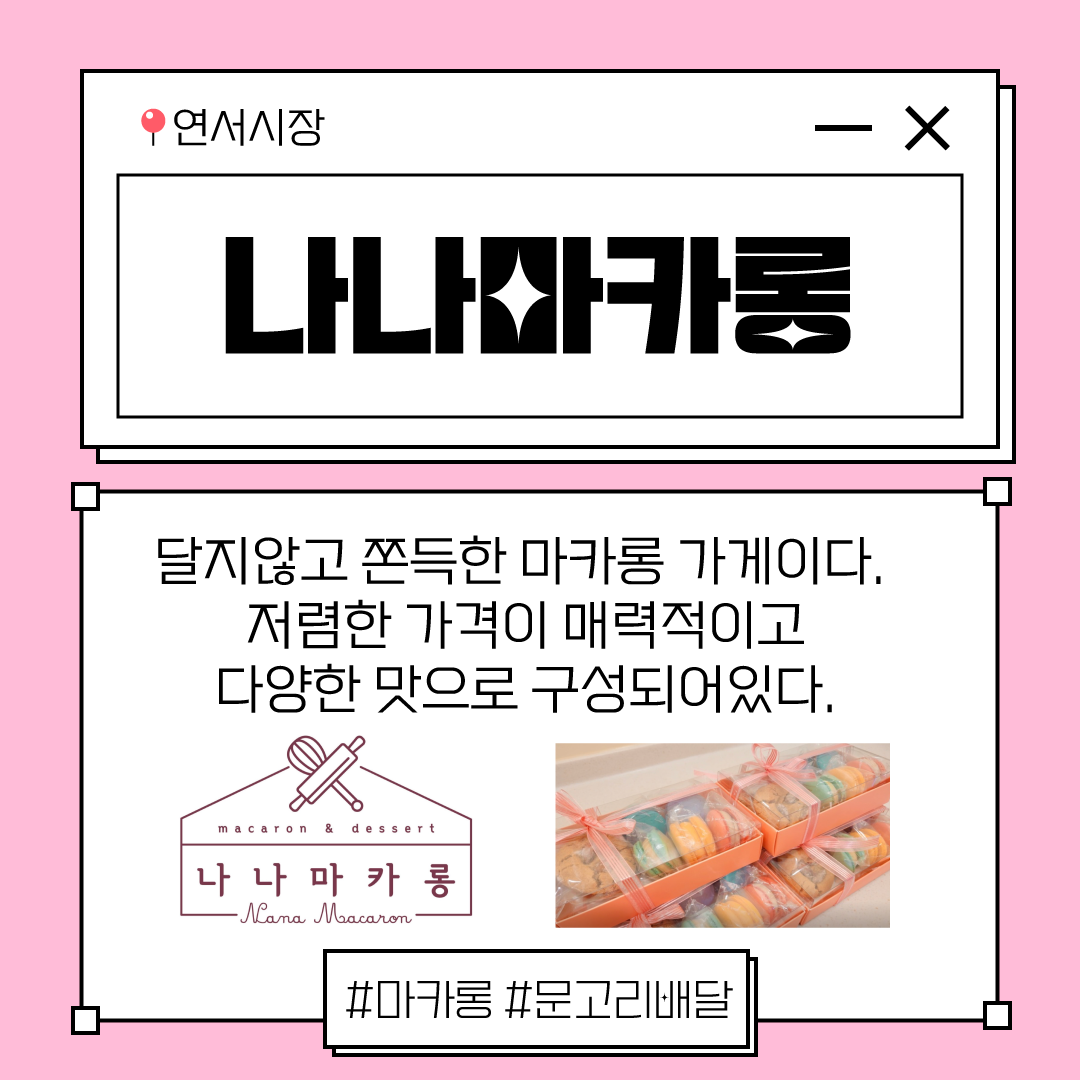 연서시장
나나마카롱
달지않고 쫀득한 마카롱 가게이다.
저렴한 가격이 매력적이고
다양한 맛으로 구성되어있다.
macaron & dessert
나나마카롱
Nana Macaron
#마카롱 #문고리배달